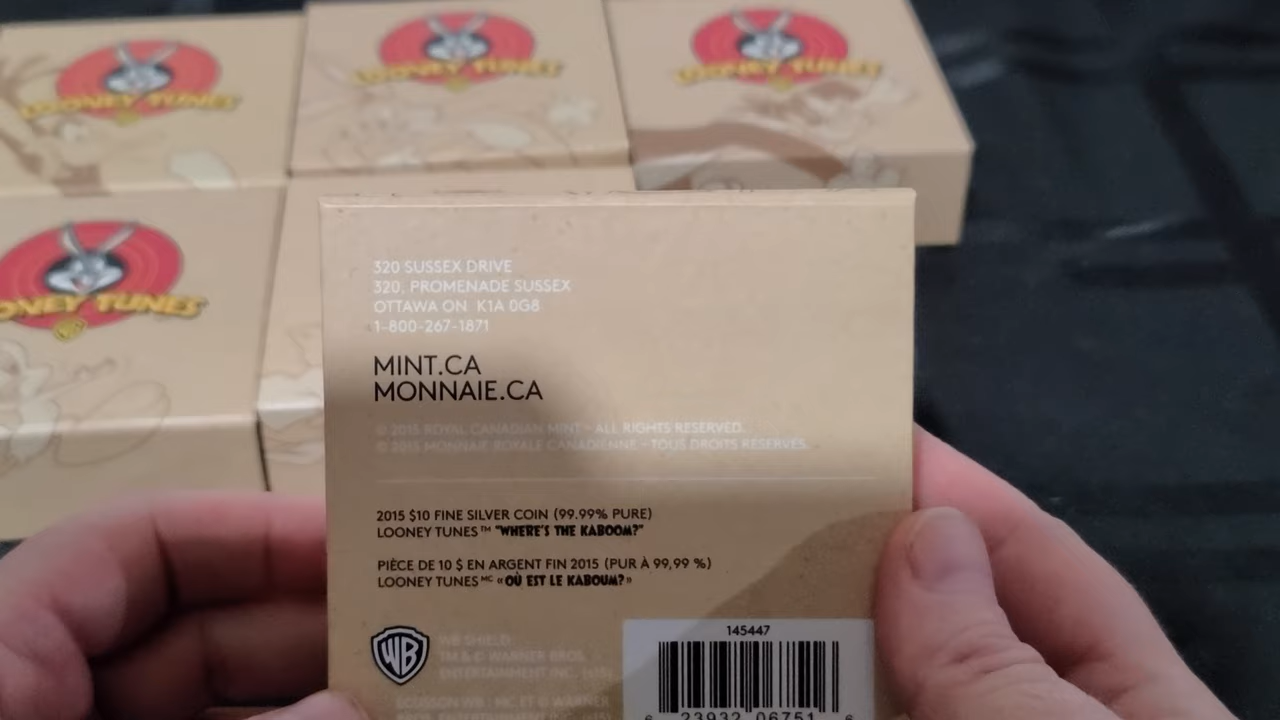 LOONEY TUNES
LOONEY TUNES
LOONEY TUNES
LOONEY TUNES
WB
320 SUSSEX DRIVE
320, PROMENADE SUSSEX
OTTAWA ON K1A 0G8
1-800-267-1871
MINT.CA
MONNAIE.CA
© 2015 ROYAL CANADIAN MINT - ALL RIGHTS RESERVED.
© 2015 MONNAIE ROYALE CANADIENNE - TOUS DROITS RÉSERVÉS.
2015 $10 FINE SILVER COIN (99.99% PURE)
LOONEY TUNES™ "WHERE'S THE KABOOM?"
PIÈCE DE 10 $ EN ARGENT FIN 2015 (PUR À 99,99 %)
LOONEY TUNES MC «OÙ EST LE KABOUM?»
WB
WB SHIELD:
TM & © WARNER BROS.
ENTERTAINMENT INC.
ÉCUSSON WB : MC ET © WARNER
145447
6 23932 06751 6